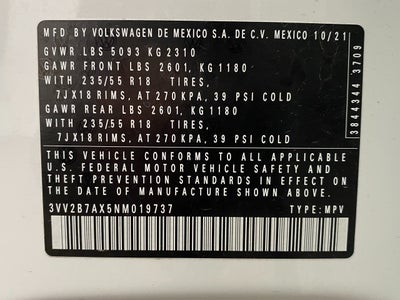 MFD BY VOLKSWAGEN DE MEXICO S.A. DE C.V. MEXICO 10/21
GVWR LBS 5093 KG 2310
GAWR FRONT LBS 2601, KG 1180
WITH 235/55 R18 TIRES,
7JX18 RIMS, AT 270 KPA, 39 PSI COLD
GAWR REAR LBS 2601, KG 1180
WITH 235/55 R18 TIRES,
7JX18 RIMS, AT 270 KPA, 39 PSI COLD
3844344 3709
THIS VEHICLE CONFORMS TO ALL APPLICABLE
U.S. FEDERAL MOTOR VEHICLE SAFETY AND
THEFT PREVENTION STANDARDS IN EFFECT ON
THE DATE OF MANUFACTURE SHOWN ABOVE.
3VV2B7AX5NM019737 TYPE: MPV